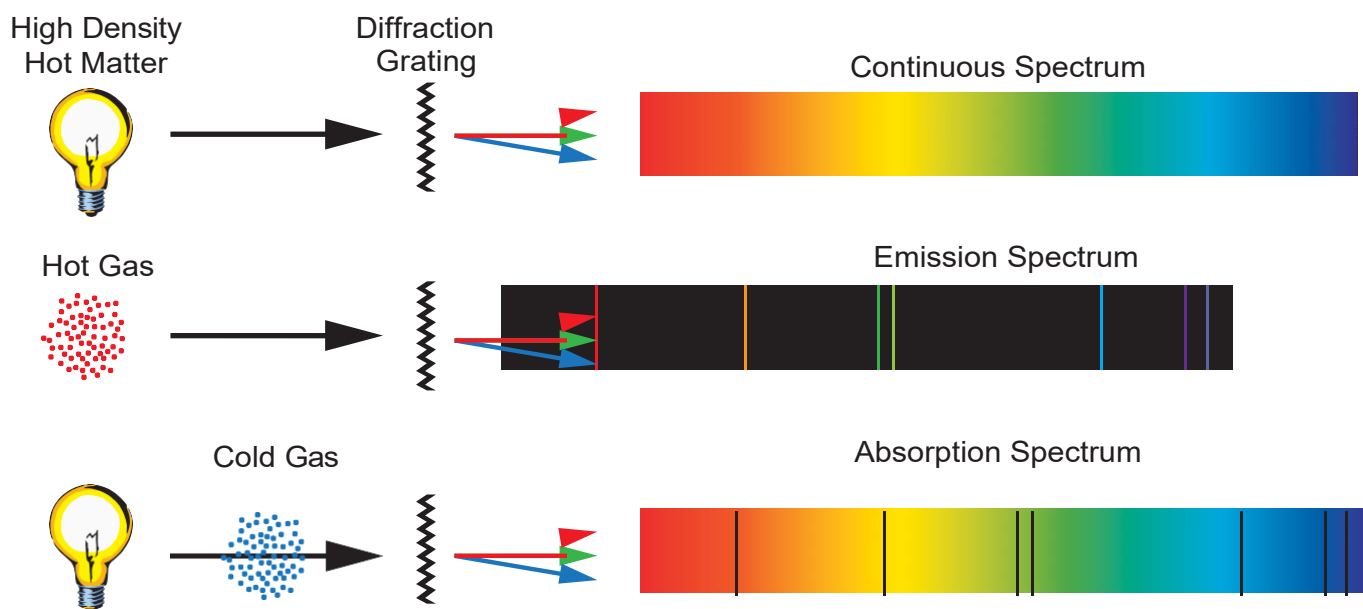 High Density
Hot Matter
Diffraction
Grating
Continuous Spectrum
Hot Gas
Emission Spectrum
Cold Gas
Absorption Spectrum